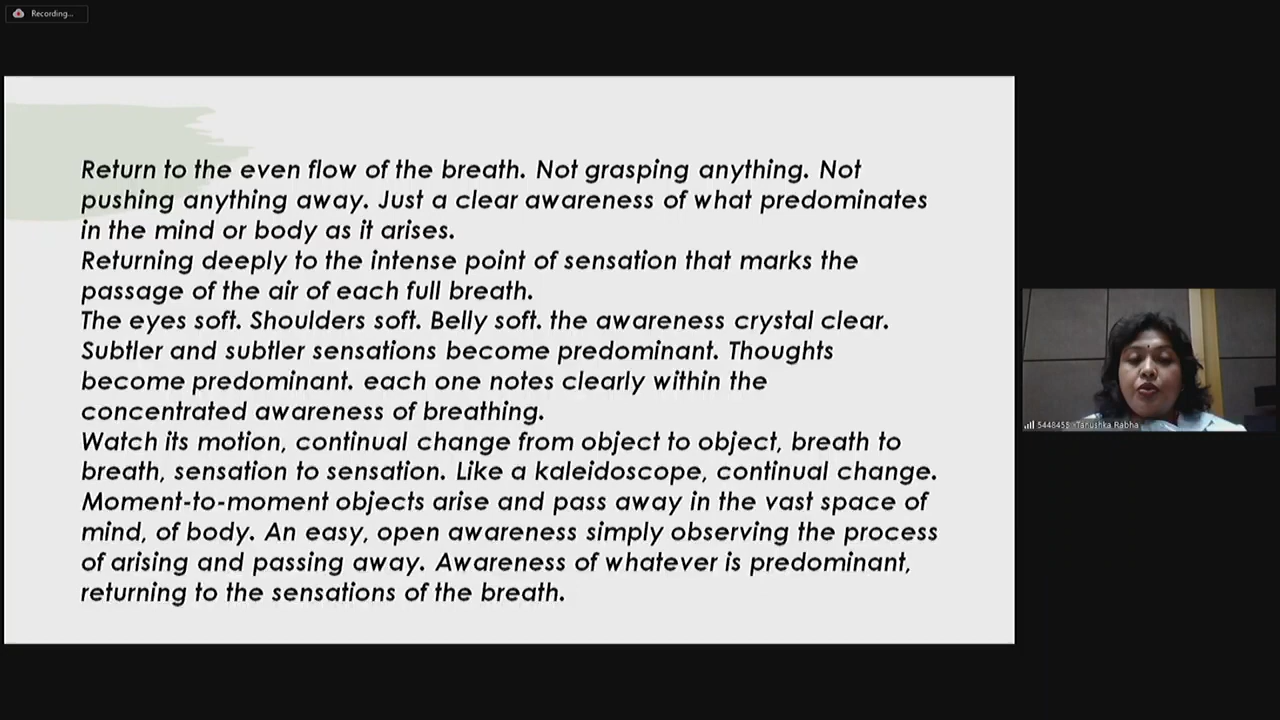 Recording...
Return to the even flow of the breath. Not grasping anything. Not
pushing anything away. Just a clear awareness of what predominates
in the mind or body as it arises.
Returning deeply to the intense point of sensation that marks the
passage of the air of each full breath.
The eyes soft. Shoulders soft. Belly soft. the awareness crystal clear.
Subtler and subtler sensations become predominant. Thoughts
become predominant. each one notes clearly within the
concentrated awareness of breathing.
Watch its motion, continual change from object to object, breath to
breath, sensation to sensation. Like a kaleidoscope, continual change.
Moment-to-moment objects arise and pass away in the vast space of
mind, of body. An easy, open awareness simply observing the process
of arising and passing away. Awareness of whatever is predominant,
returning to the sensations of the breath.
Tanushka Rabha